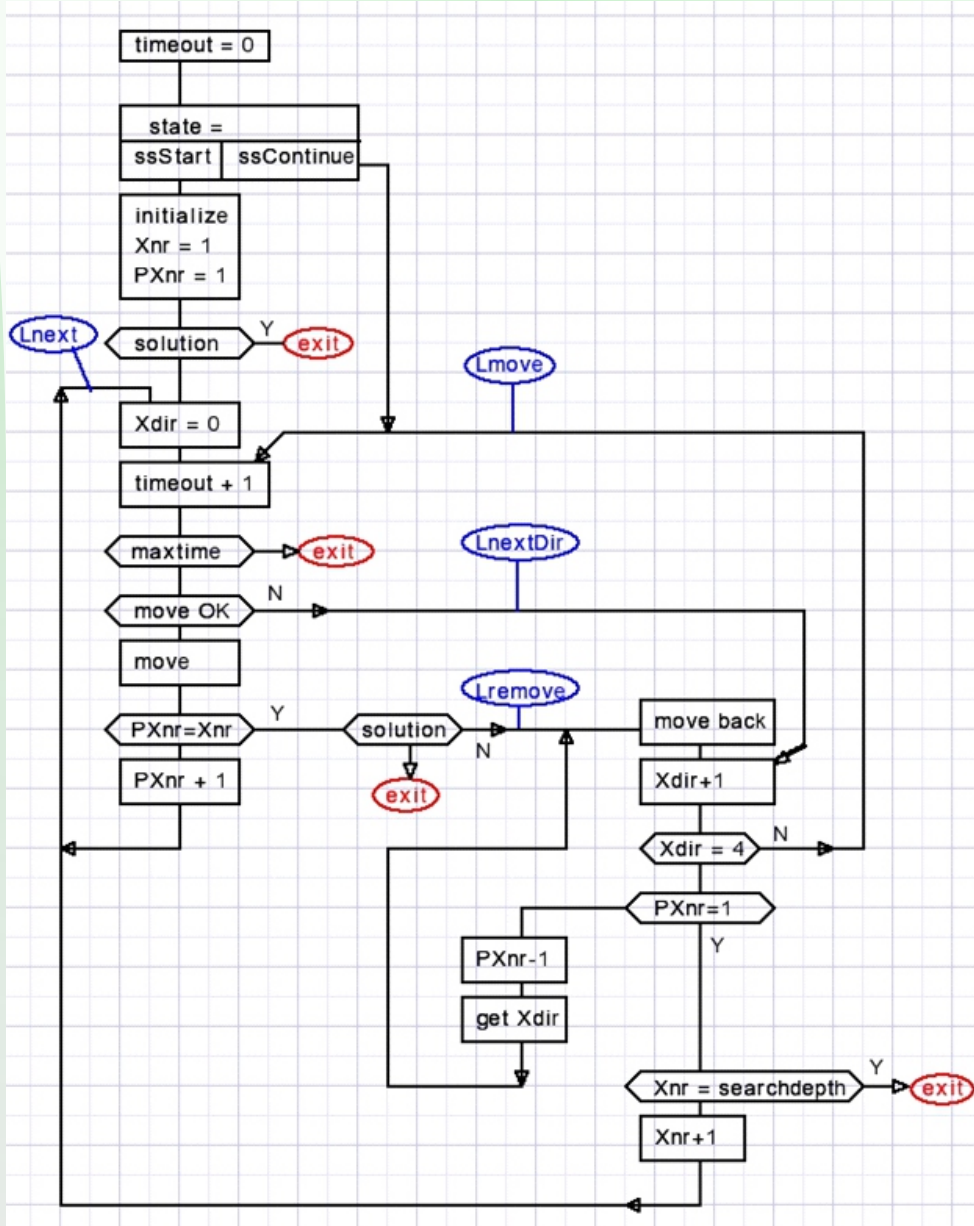 timeout = 0
state =
ssStart
ssContinue
initialize
Xnr = 1
PXnr = 1
Lnext
solution
Y
exit
Lmove
Xdir = 0
timeout + 1
LnextDir
maxtime
exit
move OK
N
move
Lremove
PXnr=Xnr
Y
solution
N
move back
PXnr + 1
exit
Xdir+1
Xdir = 4
N
PXnr=1
Y
PXnr-1
get Xdir
Xnr = searchdepth
Y
exit
Xnr+1